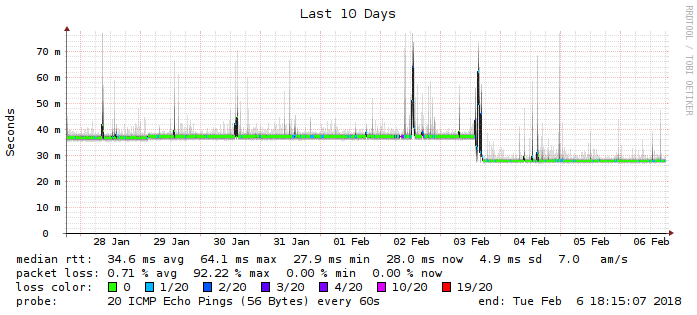 Last 10 Days
RRDTOOL / TOBI OETIKER
Seconds
70 m
60 m
50 m
40 m
30 m
20 m
10 m
0
28 Jan 29 Jan 30 Jan 31 Jan 01 Feb 02 Feb 03 Feb 04 Feb 05 Feb 06 Feb
median rtt: 34.6 ms avg 64.1 ms max 27.9 ms min 28.0 ms now 4.9 ms sd 7.0 am/s
packet loss: 0.71 % avg 92.22 % max 0.00 % min 0.00 % now
loss color: 0 1/20 2/20 3/20 4/20 10/20 19/20
probe: 20 ICMP Echo Pings (56 Bytes) every 60s end: Tue Feb 6 18:15:07 2018